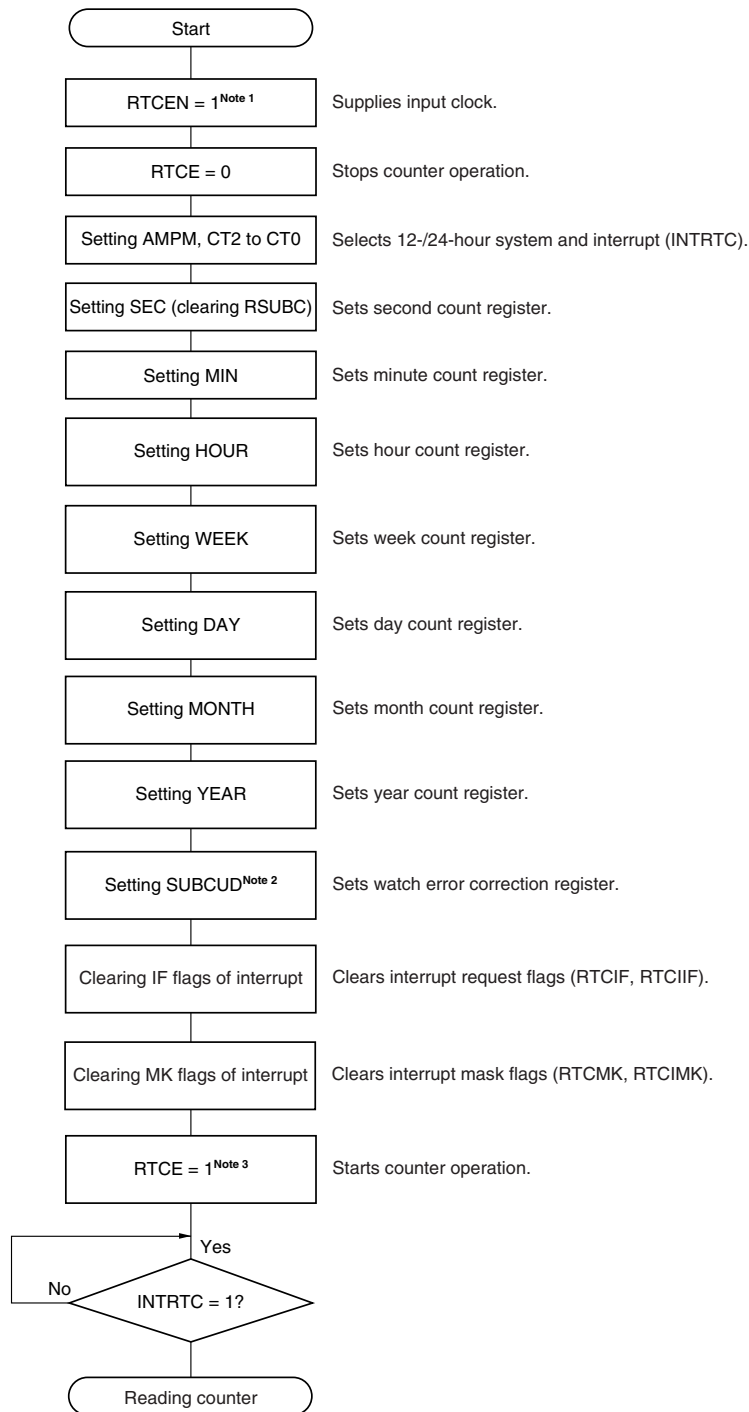 Start
RTCEN = 1Note 1
Supplies input clock.
RTCE = 0
Stops counter operation.
Setting AMPM, CT2 to CT0
Selects 12-/24-hour system and interrupt (INTRTC).
Setting SEC (clearing RSUBC)
Sets second count register.
Setting MIN
Sets minute count register.
Setting HOUR
Sets hour count register.
Setting WEEK
Sets week count register.
Setting DAY
Sets day count register.
Setting MONTH
Sets month count register.
Setting YEAR
Sets year count register.
Setting SUBCUDNote 2
Sets watch error correction register.
Clearing IF flags of interrupt
Clears interrupt request flags (RTCIF, RTCIIF).
Clearing MK flags of interrupt
Clears interrupt mask flags (RTCMK, RTCIMK).
RTCE = 1Note 3
Starts counter operation.
Yes
No
INTRTC = 1?
Reading counter